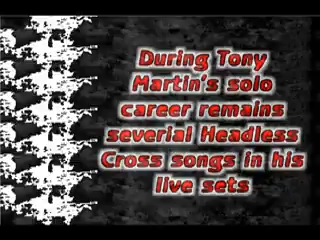 During Tony
Martin's solo
career remains
severial Headless
Cross songs in his
live sets